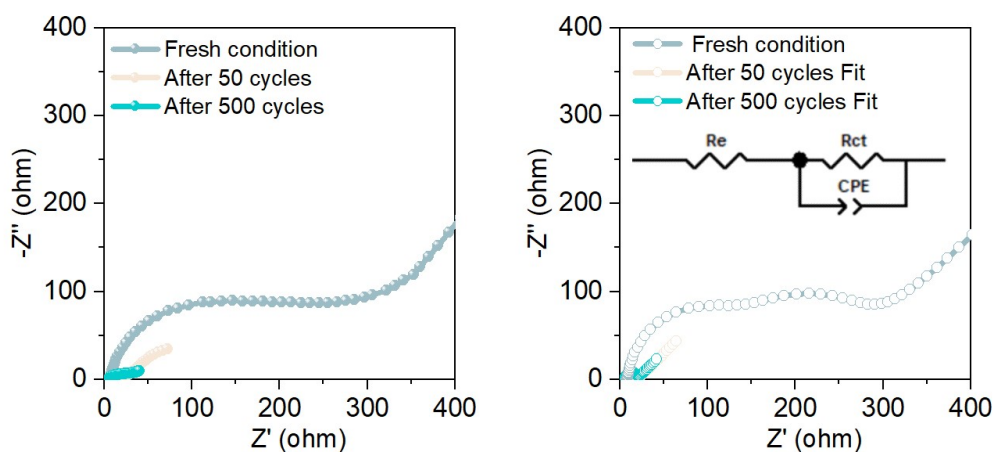 400
300
200
100
0
-Z" (ohm)
Fresh condition
After 50 cycles
After 500 cycles
0 100 200 300 400
Z' (ohm)
400
300
200
100
0
-Z" (ohm)
Fresh condition
After 50 cycles Fit
After 500 cycles Fit
Re
Rct
CPE
0 100 200 300 400
Z' (ohm)